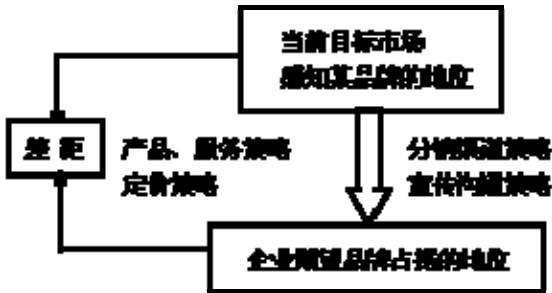 当前目标市场
感知某品牌的地位
差 距
产品、服务策略
定价策略
分销渠道策略
宣传沟通策略
企业期望品牌占据的地位